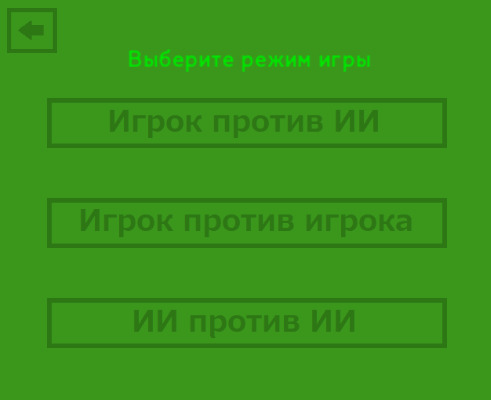 Выберите режим игры
Игрок против ИИ
Игрок против игрока
ИИ против ИИ